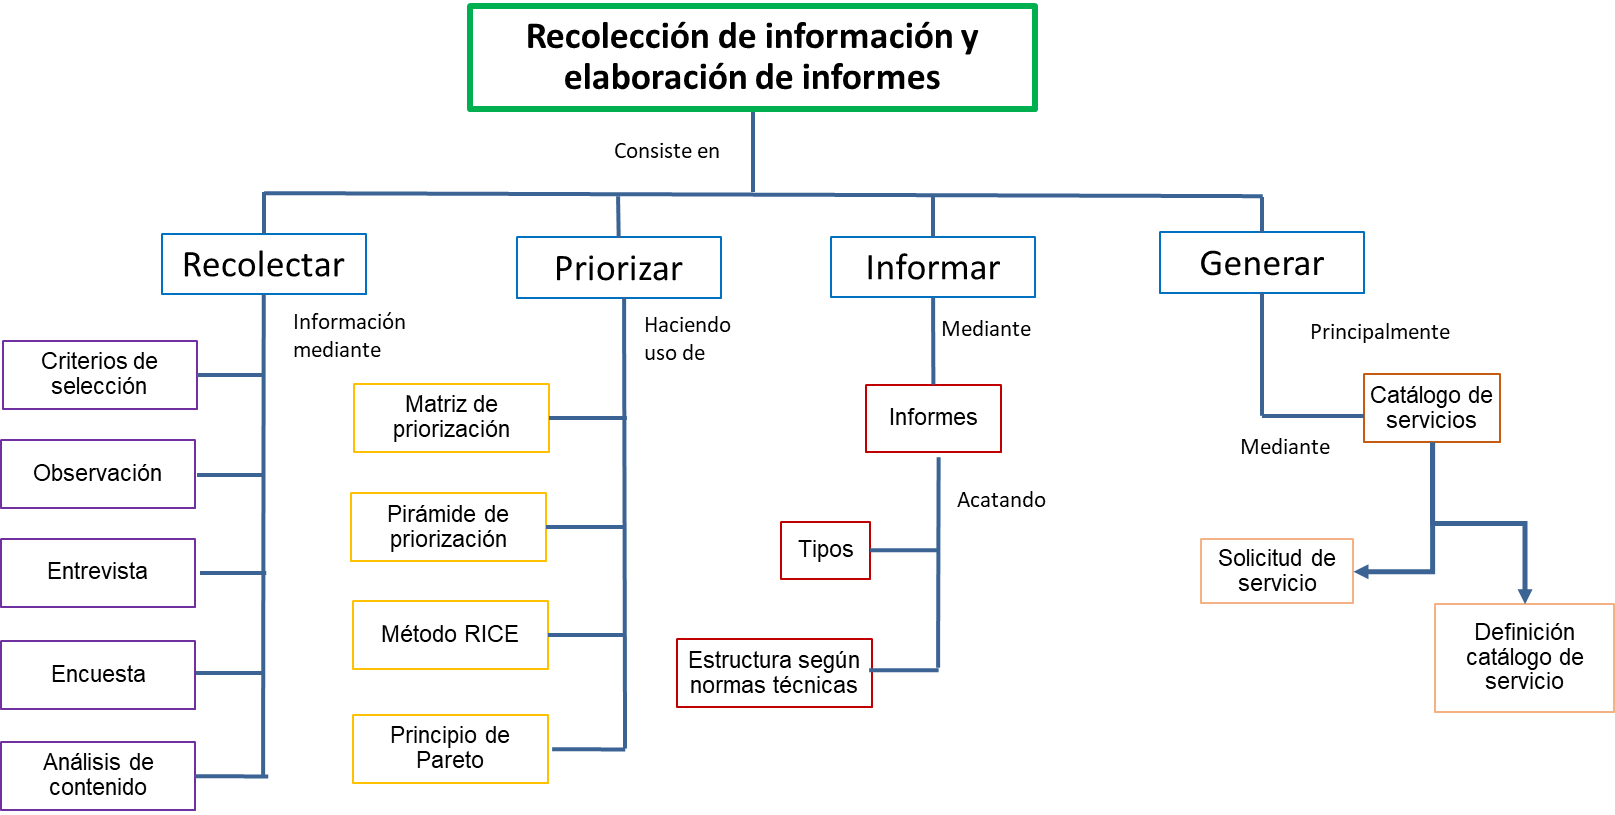 Recolección de información y
elaboración de informes
Consiste en
Recolectar
Priorizar
Informar
Generar
Información
mediante
Criterios de
selección
Observación
Entrevista
Encuesta
Análisis de
contenido
Haciendo
uso de
Matriz de
priorización
Pirámide de
priorización
Método RICE
Principio de
Pareto
Mediante
Informes
Acatando
Tipos
Estructura según
normas técnicas
Principalmente
Catálogo de
servicios
Mediante
Solicitud de
servicio
Definición
catálogo de
servicio